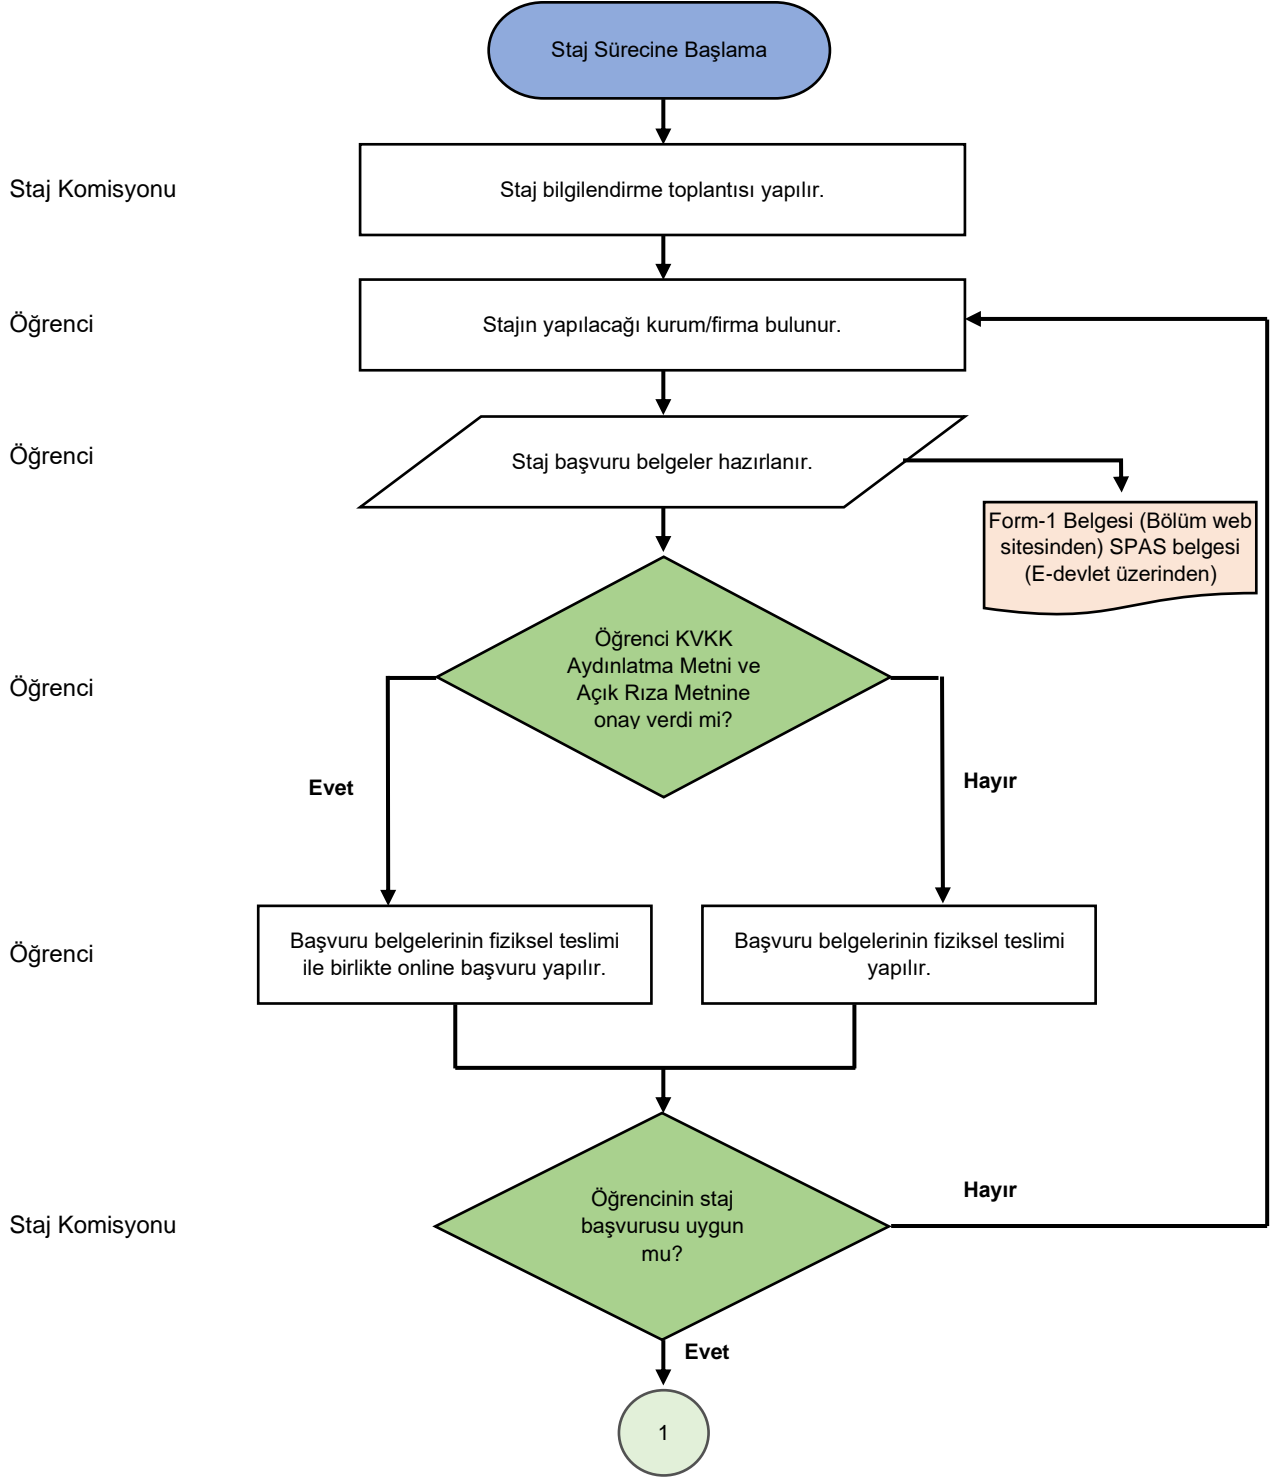 Staj Sürecine Başlama
Staj Komisyonu
Staj bilgilendirme toplantısı yapılır.
Öğrenci
Stajın yapılacağı kurum/firma bulunur.
Öğrenci
Staj başvuru belgeler hazırlanır.
Form-1 Belgesi (Bölüm web
sitesinden) SPAS belgesi
(E-devlet üzerinden)
Öğrenci
Öğrenci KVKK
Aydınlatma Metni ve
Açık Rıza Metnine
onay verdi mi?
Evet
Hayır
Öğrenci
Başvuru belgelerinin fiziksel teslimi
ile birlikte online başvuru yapılır.
Başvuru belgelerinin fiziksel teslimi
yapılır.
Staj Komisyonu
Öğrencinin staj
başvurusu uygun
mu?
Hayır
Evet
1